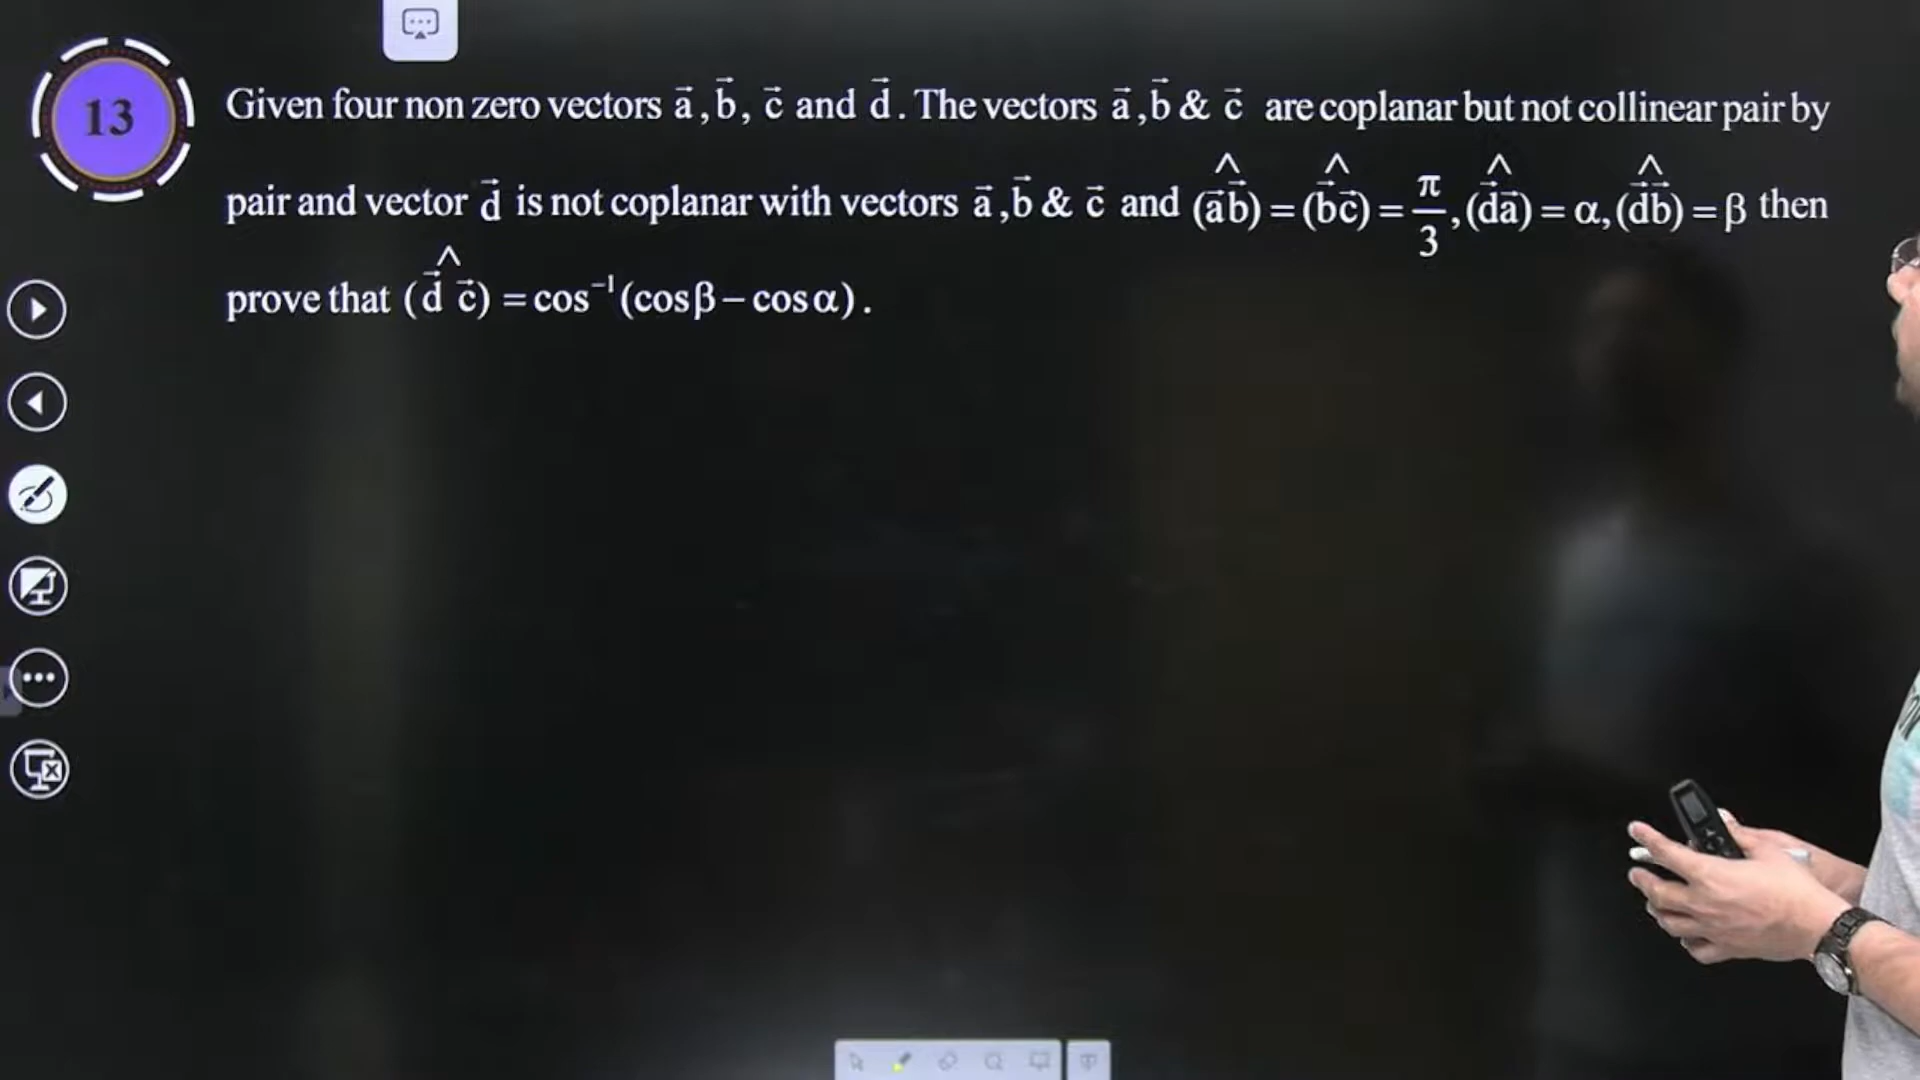 13
Given four non zero vectors a⃗, b⃗, c⃗ and d⃗. The vectors a⃗, b⃗ & c⃗ are coplanar but not collinear pair by
pair and vector d⃗ is not coplanar with vectors a⃗, b⃗ & c⃗ and (a⃗^b⃗) = (b⃗^c⃗) = π/3, (d⃗^a⃗) = α, (d⃗^b⃗) = β then
prove that (d⃗^c⃗) = cos⁻¹(cosβ – cosα).